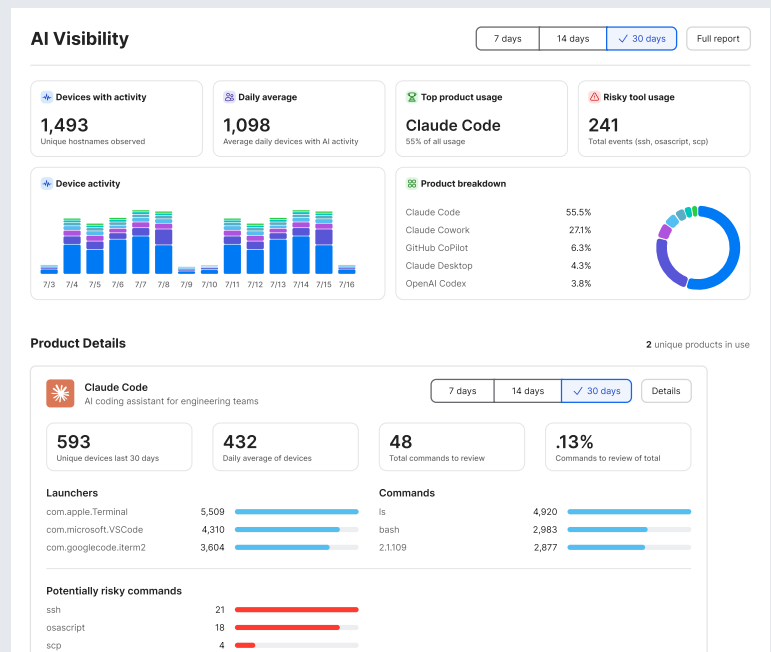 AI Visibility
7 days 14 days 30 days Full report
Devices with activity
1,493
Unique hostnames observed
Daily average
1,098
Average daily devices with AI activity
Top product usage
Claude Code
55% of all usage
Risky tool usage
241
Total events (ssh, osascript, scp)
Device activity
7/3 7/4 7/5 7/6 7/7 7/8 7/9 7/10 7/11 7/12 7/13 7/14 7/15 7/16
Product breakdown
Claude Code 55.5%
Claude Cowork 27.1%
GitHub CoPilot 6.3%
Claude Desktop 4.3%
OpenAI Codex 3.8%
Product Details
2 unique products in use
Claude Code
AI coding assistant for engineering teams
7 days 14 days 30 days Details
593
Unique devices last 30 days
432
Daily average of devices
48
Total commands to review
.13%
Commands to review of total
Launchers
com.apple.Terminal 5,509
com.microsoft.VSCode 4,310
com.googlecode.iterm2 3,604
Commands
ls 4,920
bash 2,983
2.1.109 2,877
Potentially risky commands
ssh 21
osascript 18
scp 4